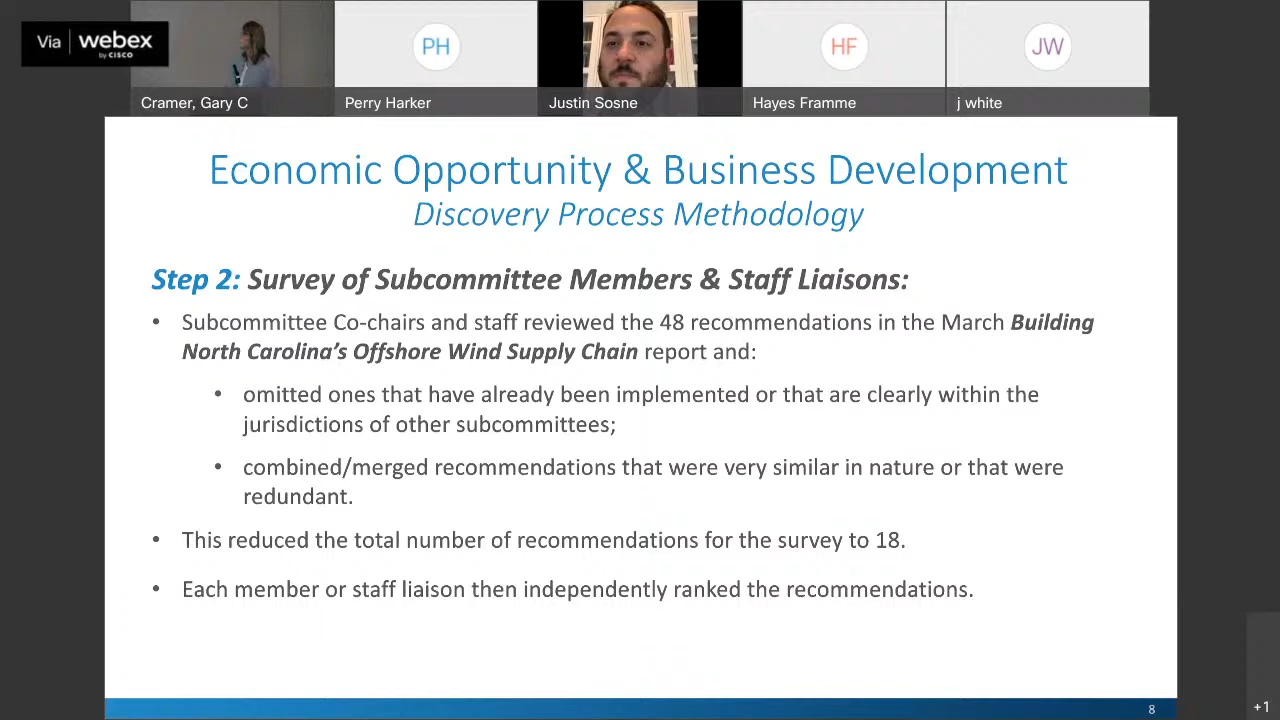 Via | webex
by CISCO
PH
HF
JW
Cramer, Gary C
Perry Harker
Justin Sosne
Hayes Framme
j white
Economic Opportunity & Business Development
Discovery Process Methodology
Step 2: Survey of Subcommittee Members & Staff Liaisons:
• Subcommittee Co-chairs and staff reviewed the 48 recommendations in the March Building
North Carolina’s Offshore Wind Supply Chain report and:
• omitted ones that have already been implemented or that are clearly within the
jurisdictions of other subcommittees;
• combined/merged recommendations that were very similar in nature or that were
redundant.
• This reduced the total number of recommendations for the survey to 18.
• Each member or staff liaison then independently ranked the recommendations.
8
+1